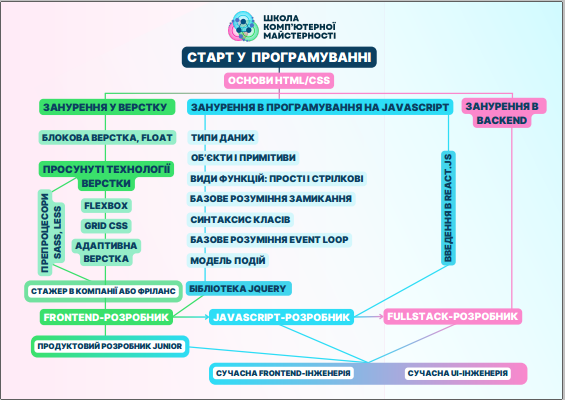 ШКОЛА
КОМП'ЮТЕРНОЇ
МАЙСТЕРНОСТІ
СТАРТ У ПРОГРАМУВАННІ
ОСНОВИ HTML/CSS
ЗАНУРЕННЯ У ВЕРСТКУ
ЗАНУРЕННЯ В ПРОГРАМУВАННЯ НА JAVASCRIPT
ЗАНУРЕННЯ В
BACKEND
БЛОКОВА ВЕРСТКА, FLOAT
ПРОСУНУТІ ТЕХНОЛОГІЇ
ВЕРСТКИ
ПРЕПРОЦЕСОРИ
SASS, LESS
FLEXBOX
GRID CSS
АДАПТИВНА
ВЕРСТКА
СТАЖЕР В КОМПАНІЇ АБО ФРІЛАНС
ТИПИ ДАНИХ
ОБ'ЄКТИ І ПРИМІТИВИ
ВИДИ ФУНКЦІЙ: ПРОСТІ І СТРІЛКОВІ
БАЗОВЕ РОЗУМІННЯ ЗАМИКАННЯ
СИНТАКСИС КЛАСІВ
БАЗОВЕ РОЗУМІННЯ EVENT LOOP
МОДЕЛЬ ПОДІЙ
БІБЛІОТЕКА JQUERY
ВВЕДЕННЯ В REACT.JS
FRONTEND-РОЗРОБНИК
JAVASCRIPT-РОЗРОБНИК
FULLSTACK-РОЗРОБНИК
ПРОДУКТОВИЙ РОЗРОБНИК JUNIOR
СУЧАСНА FRONTEND-ІНЖЕНЕРІЯ
СУЧАСНА UI-ІНЖЕНЕРІЯ